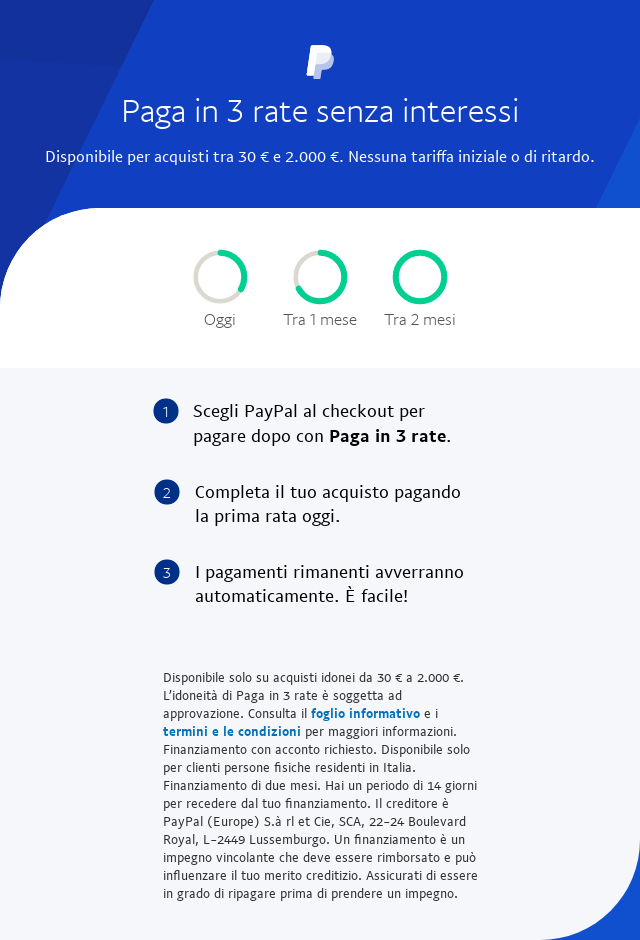 Paga in 3 rate senza interessi
Disponibile per acquisti tra 30 € e 2.000 €. Nessuna tariffa iniziale o di ritardo.
Oggi
Tra 1 mese
Tra 2 mesi
1
Scegli PayPal al checkout per
pagare dopo con Paga in 3 rate.
2
Completa il tuo acquisto pagando
la prima rata oggi.
3
I pagamenti rimanenti avverranno
automaticamente. È facile!
Disponibile solo su acquisti idonei da 30 € a 2.000 €.
L'idoneità di Paga in 3 rate è soggetta ad
approvazione. Consulta il foglio informativo e i
termini e le condizioni per maggiori informazioni.
Finanziamento con acconto richiesto. Disponibile solo
per clienti persone fisiche residenti in Italia.
Finanziamento di due mesi. Hai un periodo di 14 giorni
per recedere dal tuo finanziamento. Il creditore è
PayPal (Europe) S.à rl et Cie, SCA, 22-24 Boulevard
Royal, L-2449 Lussemburgo. Un finanziamento è un
impegno vincolante che deve essere rimborsato e può
influenzare il tuo merito creditizio. Assicurati di essere
in grado di ripagare prima di prendere un impegno.